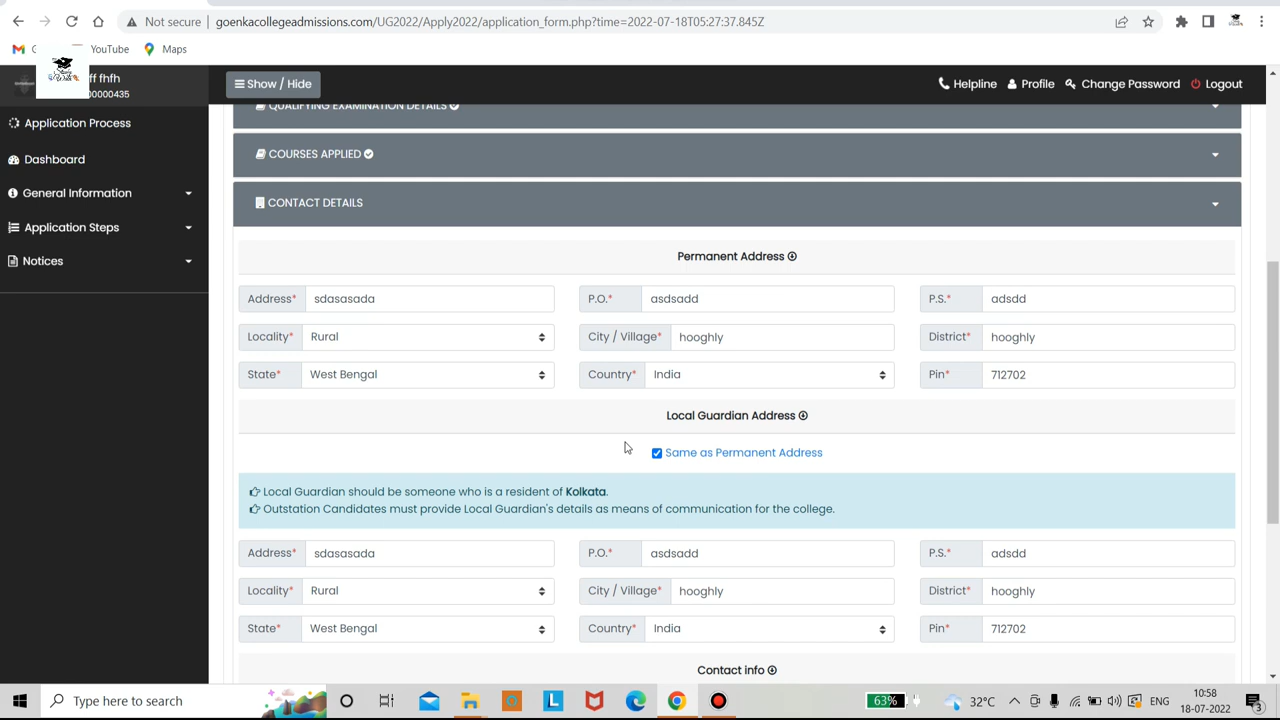 Not secure | goenkacollegeadmissions.com/UG2022/Apply2022/application_form.php?time=2022-07-18T05:27:37.845Z
YouTube Maps
ff fhfh
00000435
Show / Hide
Helpline Profile Change Password Logout
Application Process
Dashboard
General Information
Application Steps
Notices
QUALIFYING EXAMINATION DETAILS
COURSES APPLIED
CONTACT DETAILS
Permanent Address
Address* sdasasada P.O.* asdsadd P.S.* adsdd
Locality* Rural City / Village* hooghly District* hooghly
State* West Bengal Country* India Pin* 712702
Local Guardian Address
Same as Permanent Address
Local Guardian should be someone who is a resident of Kolkata.
Outstation Candidates must provide Local Guardian's details as means of communication for the college.
Address* sdasasada P.O.* asdsadd P.S.* adsdd
Locality* Rural City / Village* hooghly District* hooghly
State* West Bengal Country* India Pin* 712702
Contact info
Type here to search
63%
32°C
ENG
10:58
18-07-2022
3